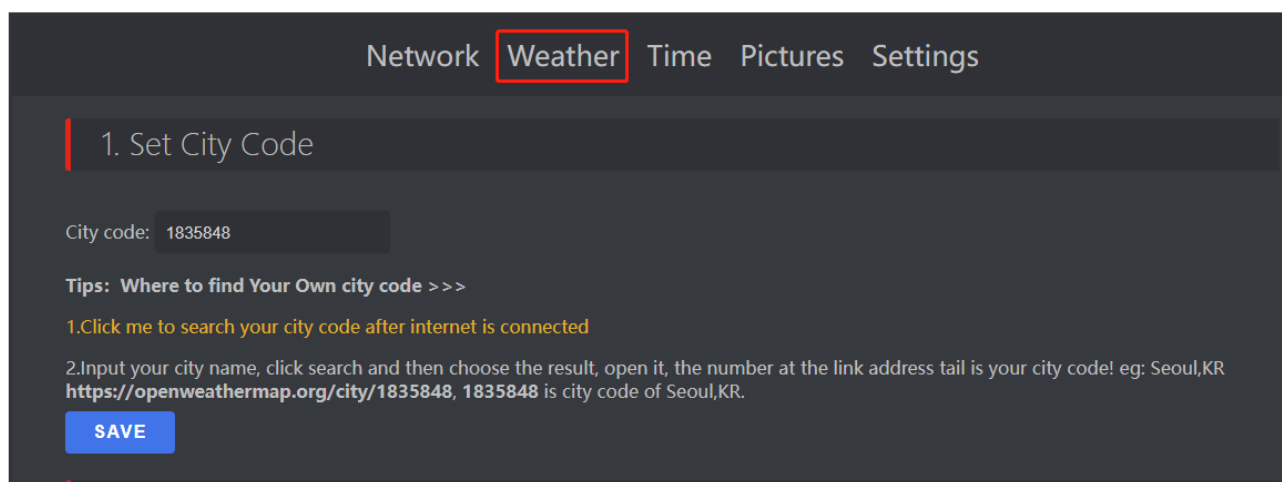 Network Weather Time Pictures Settings
1. Set City Code
City code: 1835848
Tips: Where to find Your Own city code >>>
1.Click me to search your city code after internet is connected
2.Input your city name, click search and then choose the result, open it, the number at the link address tail is your city code! eg: Seoul,KR
https://openweathermap.org/city/1835848, 1835848 is city code of Seoul,KR.
SAVE